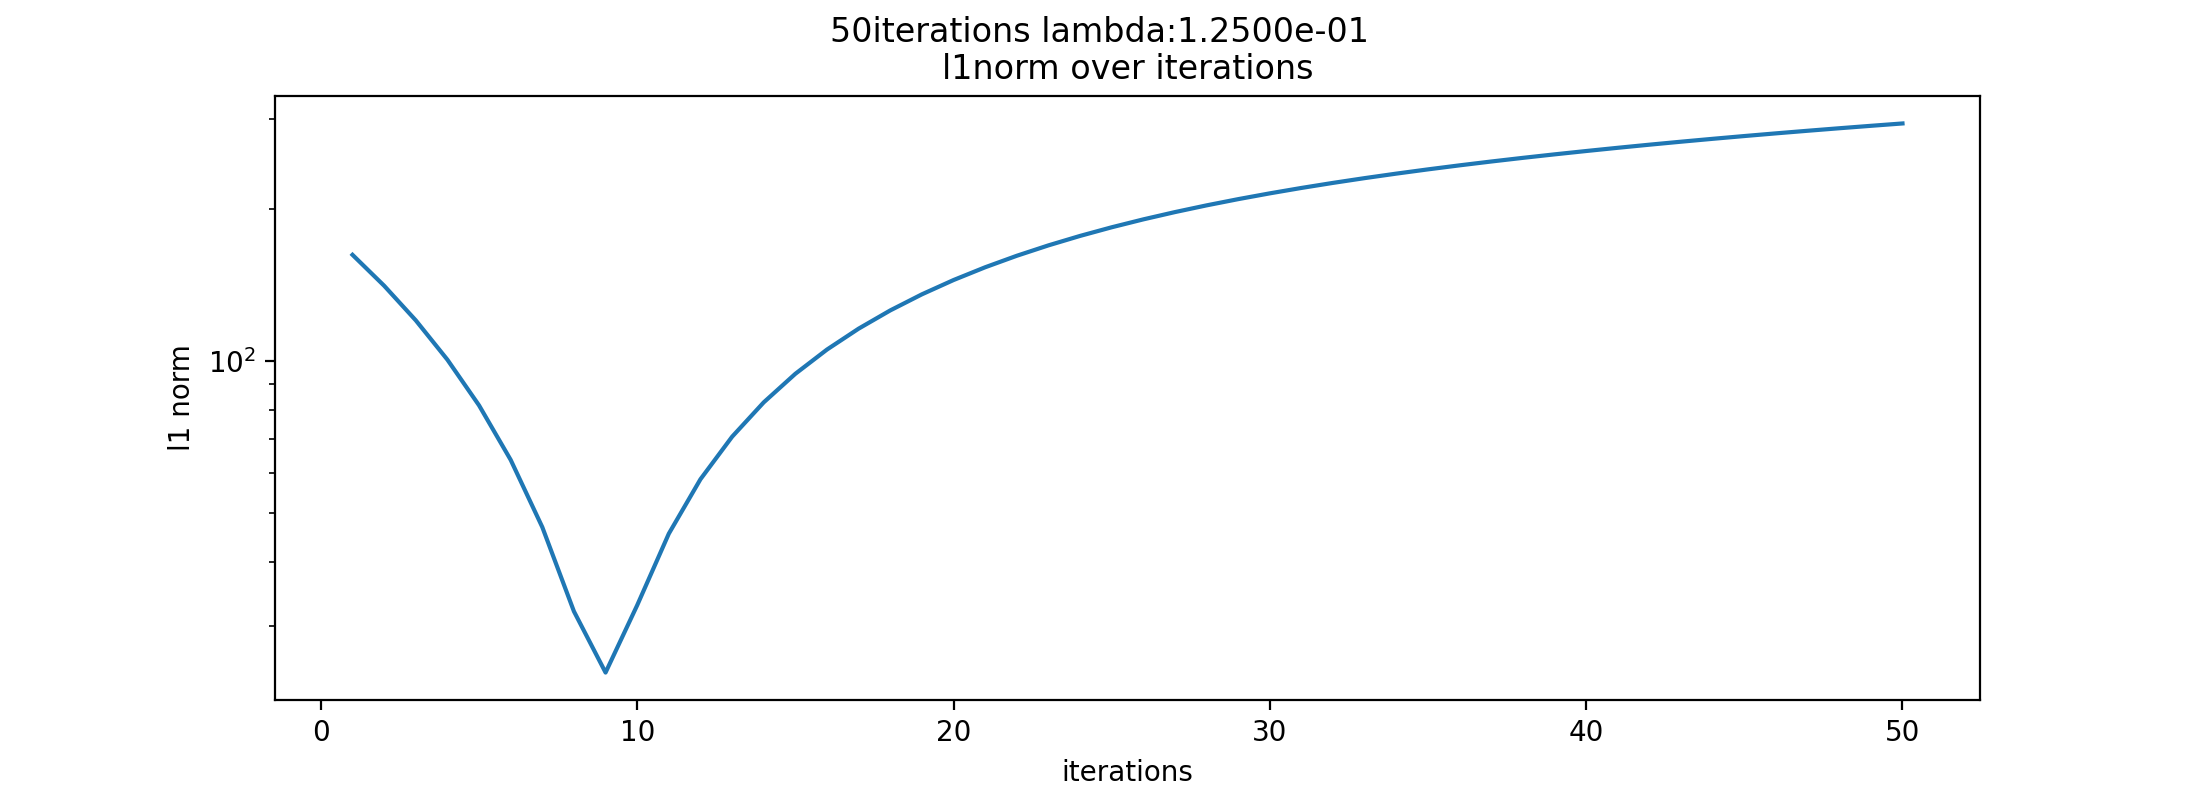 50iterations lambda:1.2500e-01
l1norm over iterations
l1 norm
10²
0 10 20 30 40 50
iterations